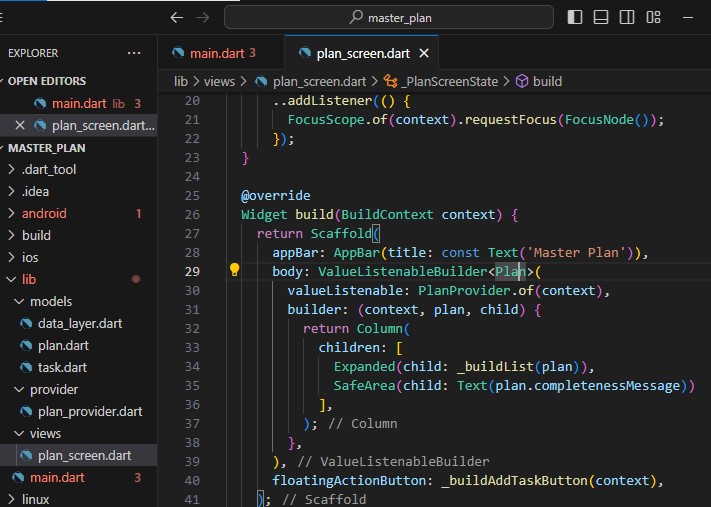 master_plan
EXPLORER
OPEN EDITORS
main.dart lib 3
plan_screen.dart...
MASTER_PLAN
.dart_tool
.idea
android 1
build
ios
lib
models
data_layer.dart
plan.dart
task.dart
provider
plan_provider.dart
views
plan_screen.dart
main.dart 3
linux
main.dart 3
plan_screen.dart
lib > views > plan_screen.dart > _PlanScreenState > build
20 ..addListener(() {
21 FocusScope.of(context).requestFocus(FocusNode());
22 });
23 }
24
25 @override
26 Widget build(BuildContext context) {
27 return Scaffold(
28 appBar: AppBar(title: const Text('Master Plan')),
29 body: ValueListenableBuilder<Plan>(
30 valueListenable: PlanProvider.of(context),
31 builder: (context, plan, child) {
32 return Column(
33 children: [
34 Expanded(child: _buildList(plan)),
35 SafeArea(child: Text(plan.completenessMessage))
36 ],
37 ); // Column
38 },
39 ), // ValueListenableBuilder
40 floatingActionButton: _buildAddTaskButton(context),
41 ); // Scaffold